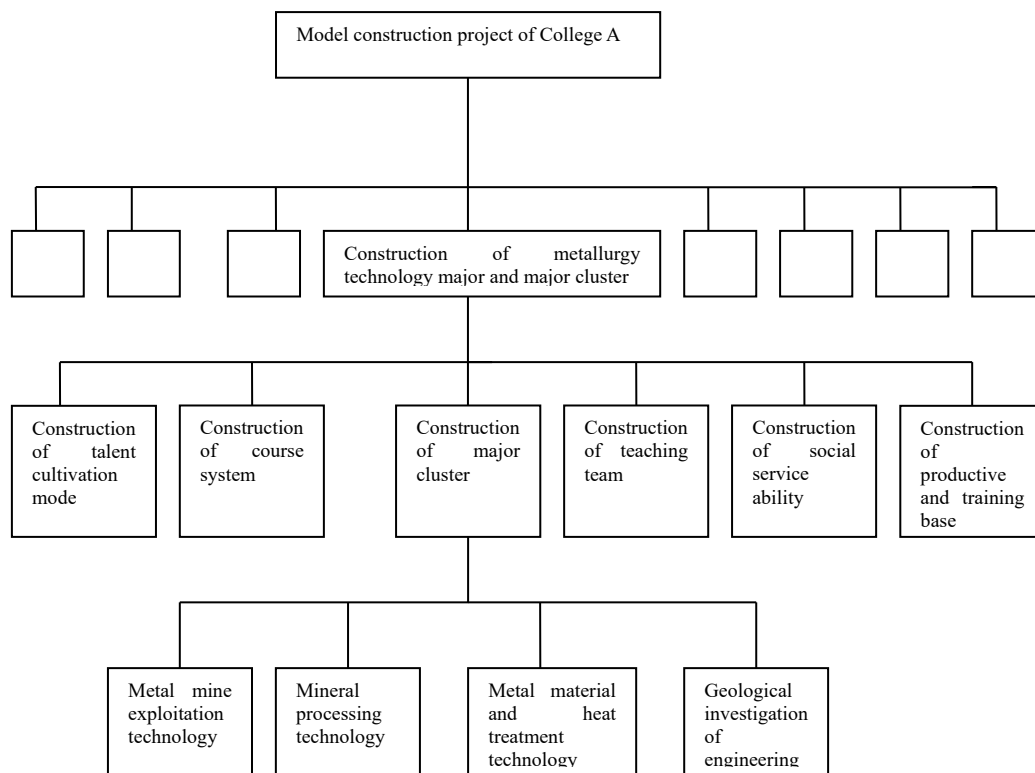 Model construction project of College A
Construction of metallurgy
technology major and major cluster
Construction
of talent
cultivation
mode
Construction
of course
system
Construction
of major
cluster
Construction
of teaching
team
Construction
of social
service
ability
Construction
of
productive
and training
base
Metal mine
exploitation
technology
Mineral
processing
technology
Metal material
and heat
treatment
technology
Geological
investigation
of
engineering